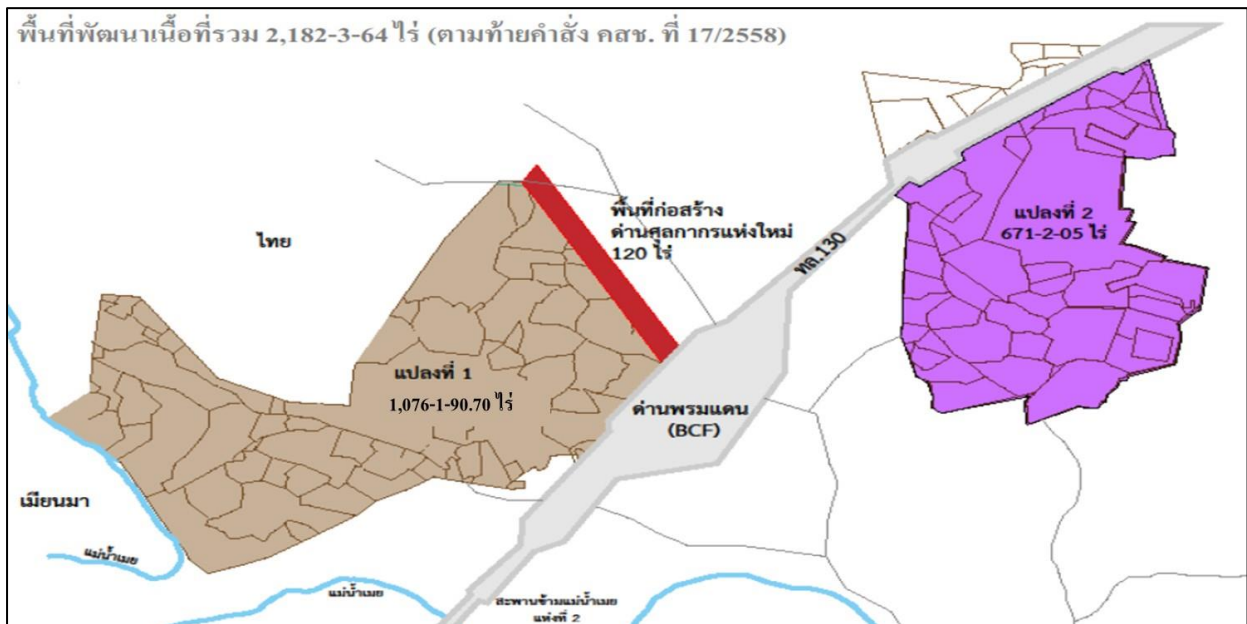 พื้นที่พัฒนาเนื้อที่รวม 2,182-3-64 ไร่ (ตามท้ายคำสั่ง คสช. ที่ 17/2558)
พื้นที่ก่อสร้าง
ด่านศุลกากรแห่งใหม่
120 ไร่
แปลงที่ 2
671-2-05 ไร่
ไทย
ทล.130
แปลงที่ 1
1,076-1-90.70 ไร่
ด่านพรมแดน
(BCF)
เมียนมา
แม่น้ำเมย
แม่น้ำเมย
สะพานข้ามแม่น้ำเมย
แห่งที่ 2